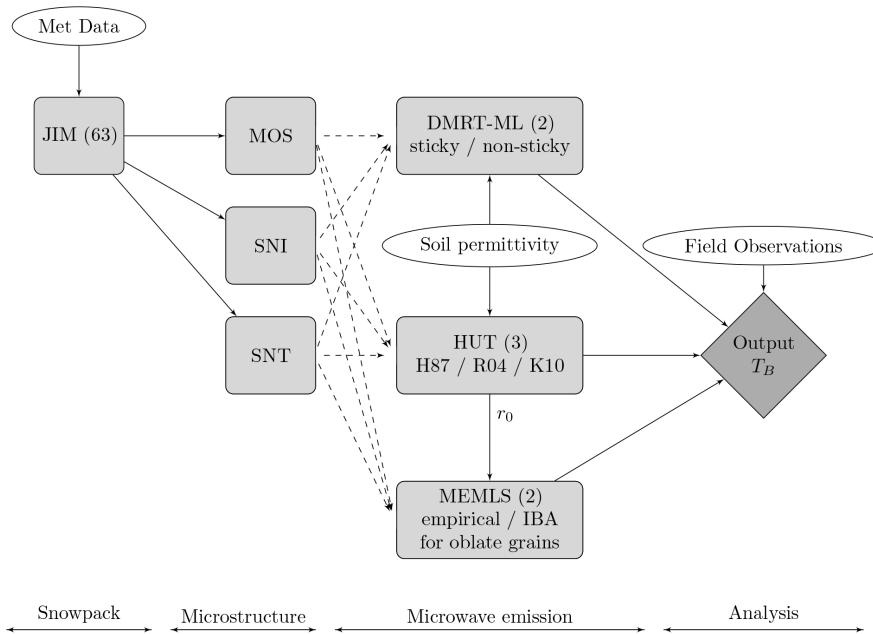 Met Data
JIM (63)
MOS
SNI
SNT
DMRT-ML (2)
sticky / non-sticky
Soil permittivity
HUT (3)
H87 / R04 / K10
r₀
MEMLS (2)
empirical / IBA
for oblate grains
Field Observations
Output
T_B
Snowpack
Microstructure
Microwave emission
Analysis